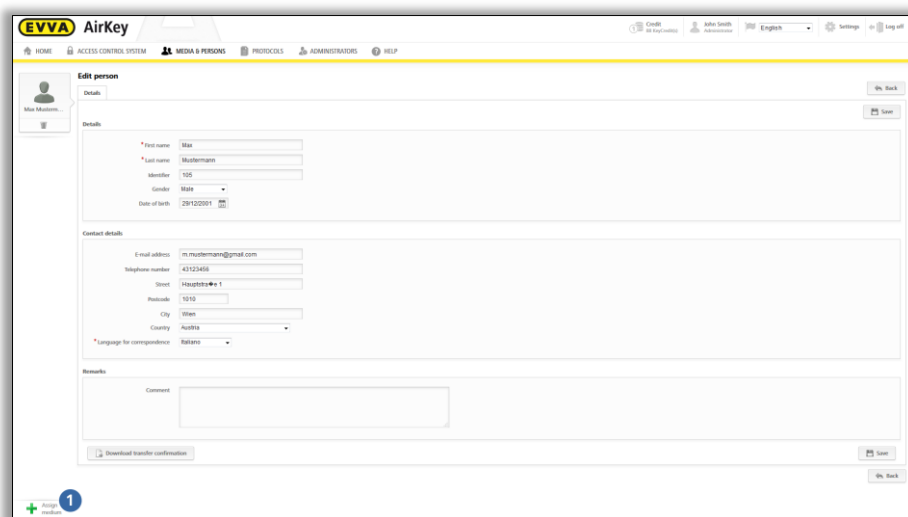 EVVA AirKey
Credit
John Smith
Administrator
English
Settings
Log off
HOME
ACCESS CONTROL SYSTEM
MEDIA & PERSONS
PROTOCOLS
ADMINISTRATORS
HELP
Max Musterm...
Edit person
Details
Back
Save
Details
* First name Max
* Last name Mustermann
Identifier 105
Gender Male
Date of birth 29/12/2001
Contact details
E-mail address m.mustermann@gmail.com
Telephone number 43123456
Street Hauptstra�e 1
Postcode 1010
City Wien
Country Austria
* Language for correspondence Italiano
Remarks
Comment
Download transfer confirmation
Save
Back
Assign
medium
1